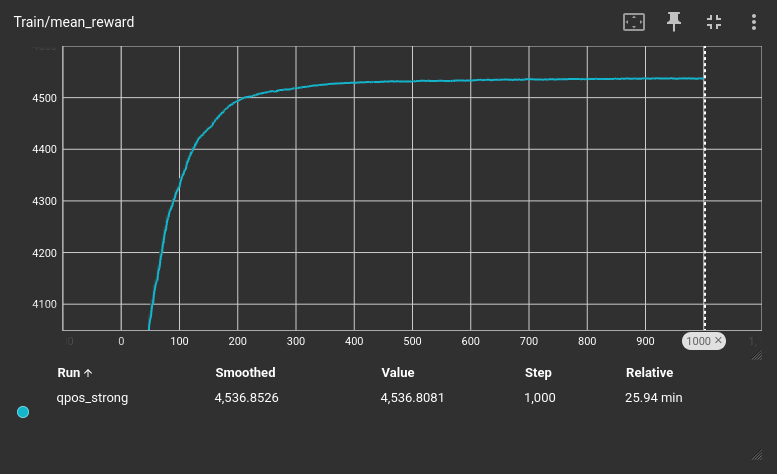 Train/mean_reward
4500
4400
4300
4200
4100
0 100 200 300 400 500 600 700 800 900 1000 ×
Run ↑ Smoothed Value Step Relative
qpos_strong 4,536.8526 4,536.8081 1,000 25.94 min